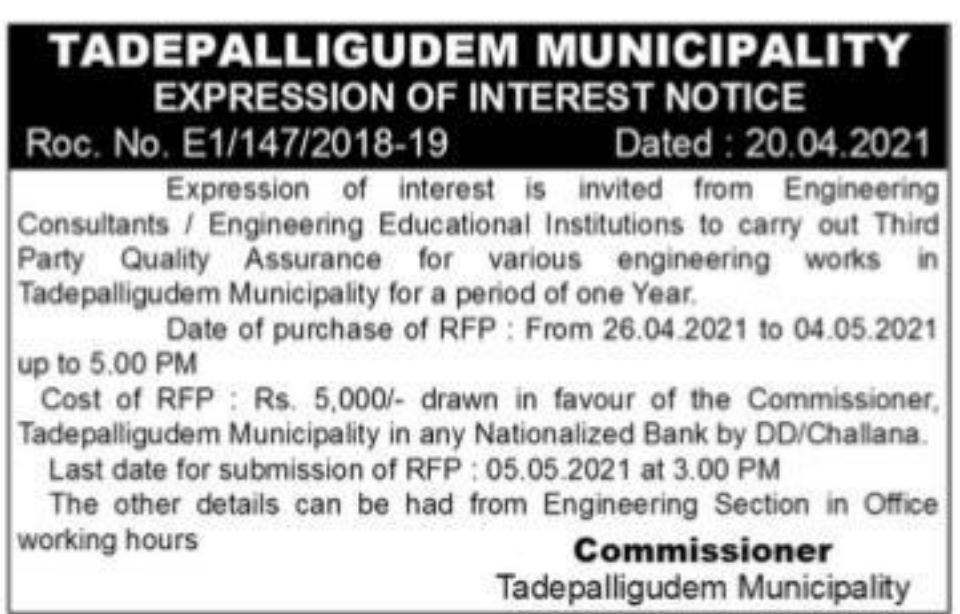 TADEPALLIGUDEM MUNICIPALITY
EXPRESSION OF INTEREST NOTICE
Roc. No. E1/147/2018-19 Dated : 20.04.2021
Expression of interest is invited from Engineering
Consultants / Engineering Educational Institutions to carry out Third
Party Quality Assurance for various engineering works in
Tadepalligudem Municipality for a period of one Year.
Date of purchase of RFP : From 26.04.2021 to 04.05.2021
up to 5.00 PM
Cost of RFP : Rs. 5,000/- drawn in favour of the Commissioner,
Tadepalligudem Municipality in any Nationalized Bank by DD/Challana.
Last date for submission of RFP : 05.05.2021 at 3.00 PM
The other details can be had from Engineering Section in Office
working hours
Commissioner
Tadepalligudem Municipality